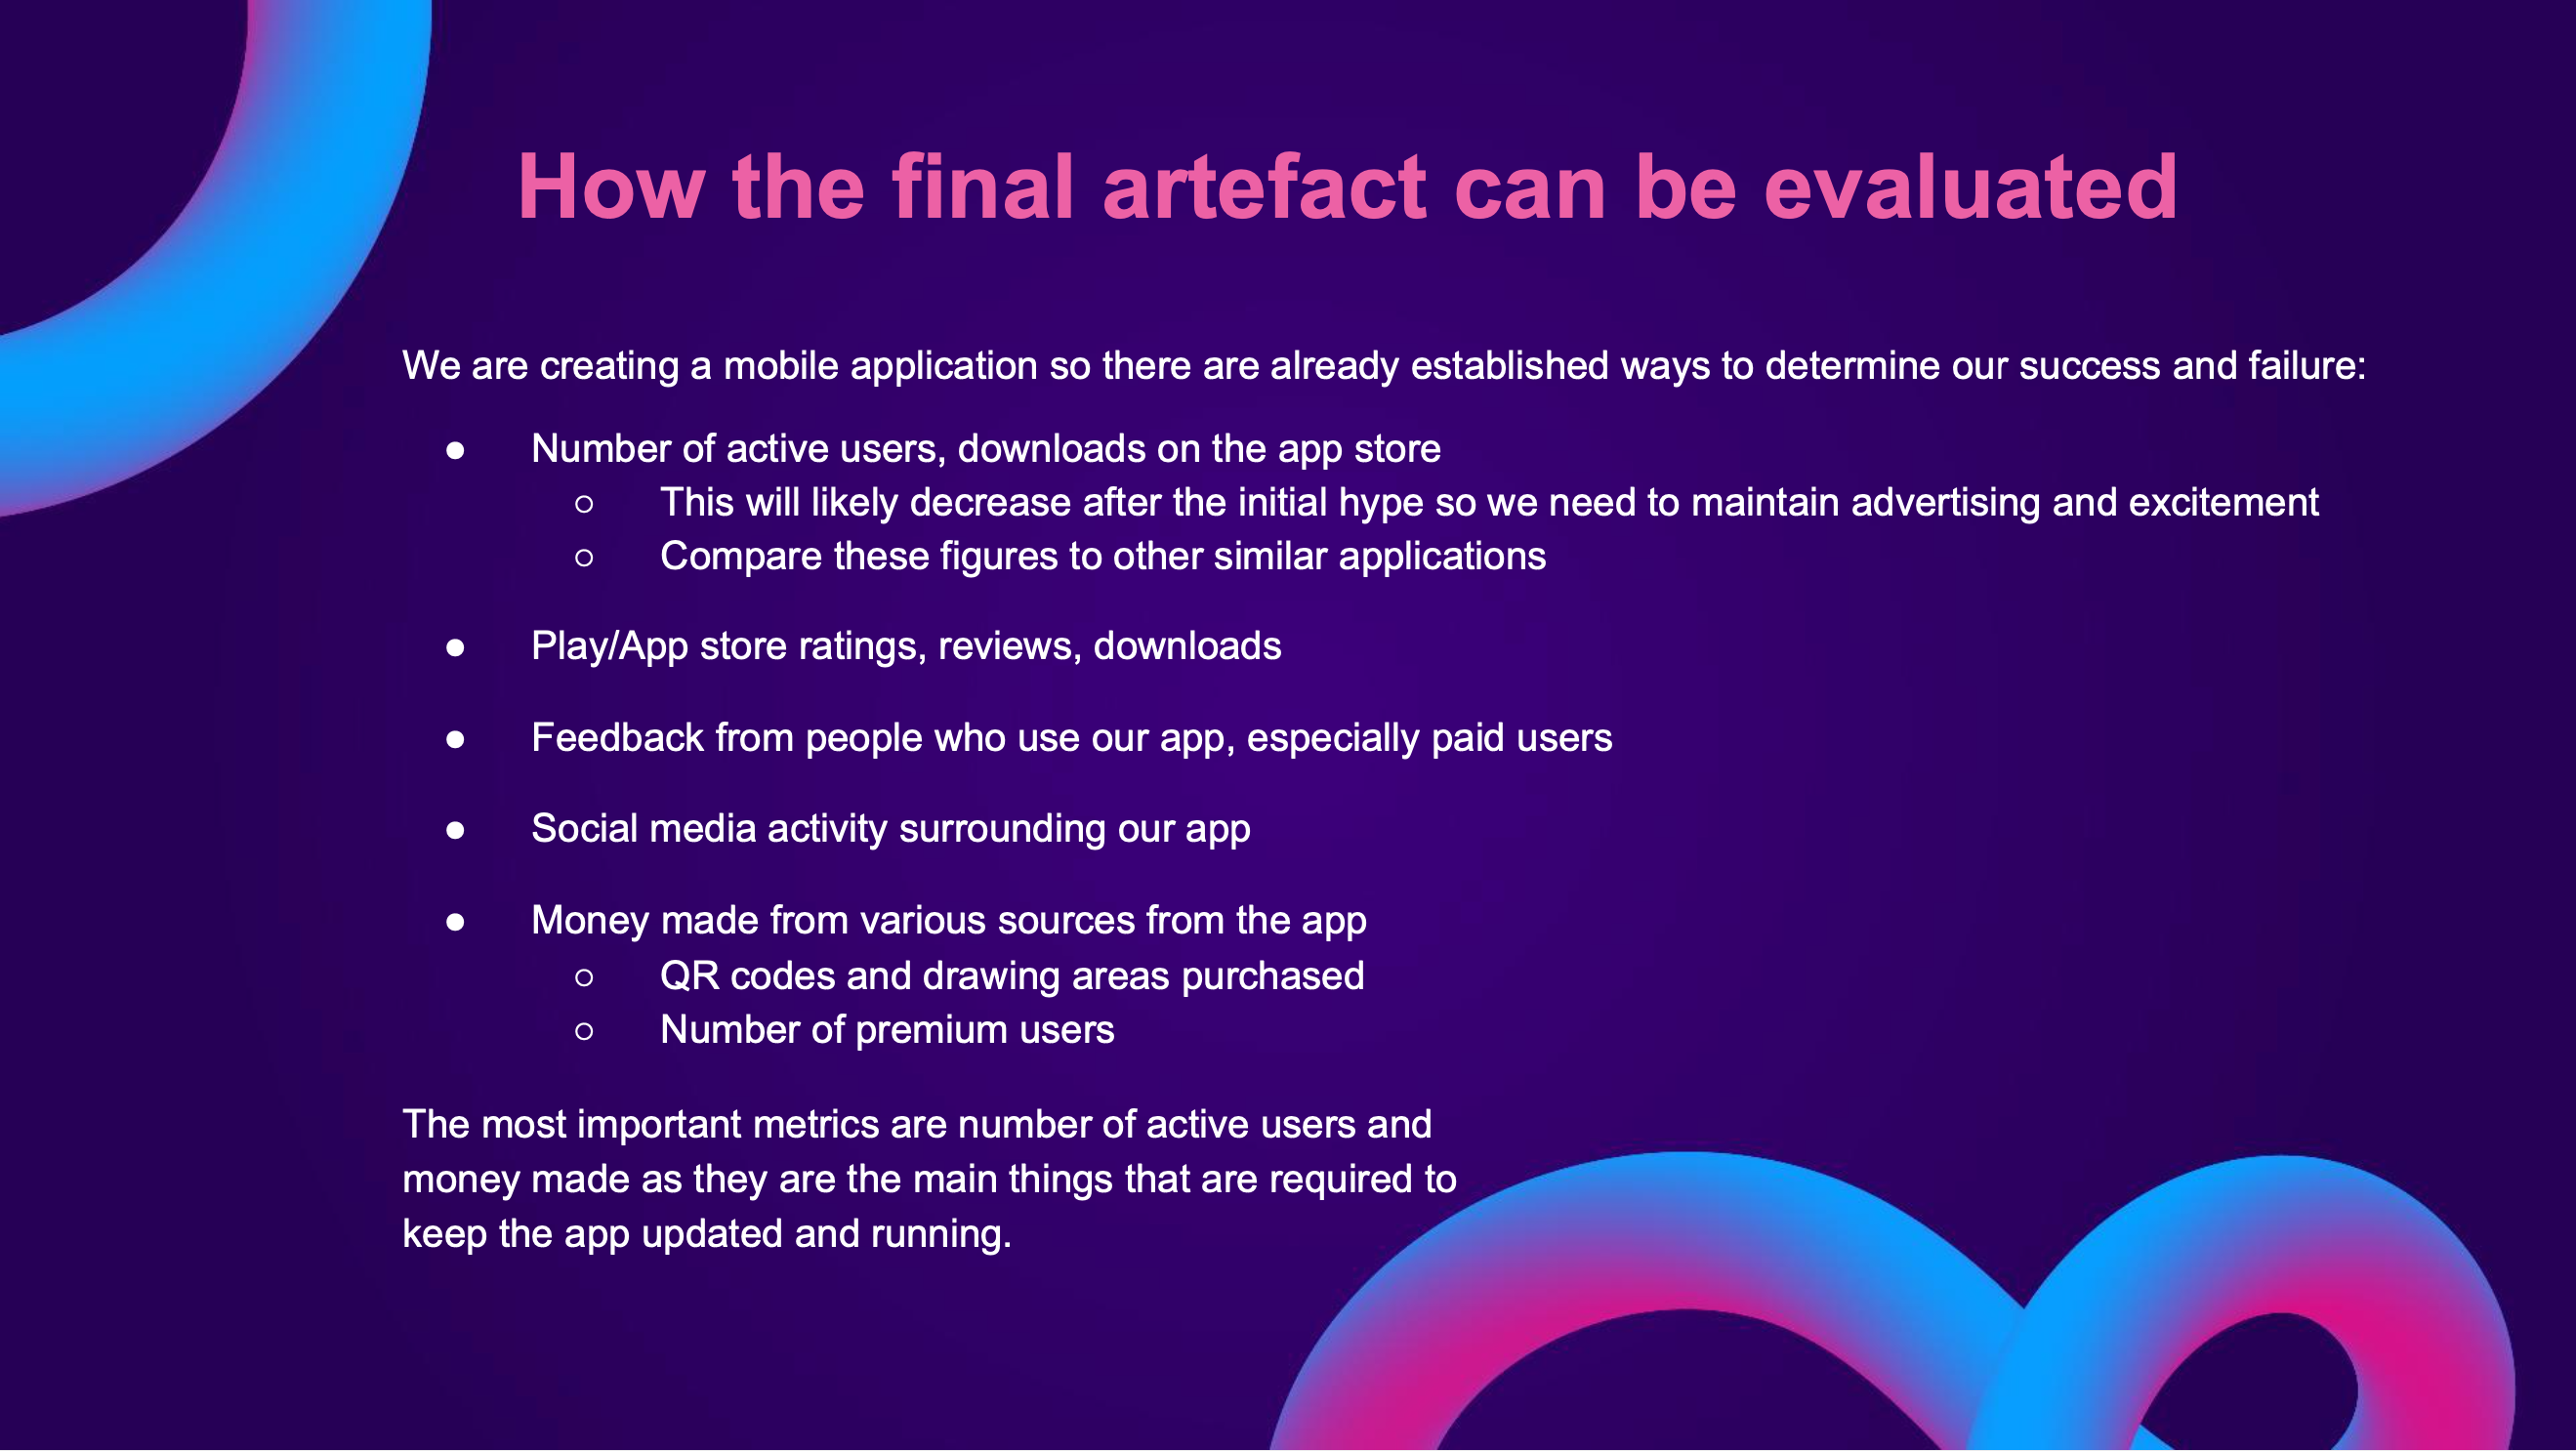 How the final artefact can be evaluated
We are creating a mobile application so there are already established ways to determine our success and failure:
● Number of active users, downloads on the app store
○ This will likely decrease after the initial hype so we need to maintain advertising and excitement
○ Compare these figures to other similar applications
● Play/App store ratings, reviews, downloads
● Feedback from people who use our app, especially paid users
● Social media activity surrounding our app
● Money made from various sources from the app
○ QR codes and drawing areas purchased
○ Number of premium users
The most important metrics are number of active users and
money made as they are the main things that are required to
keep the app updated and running.